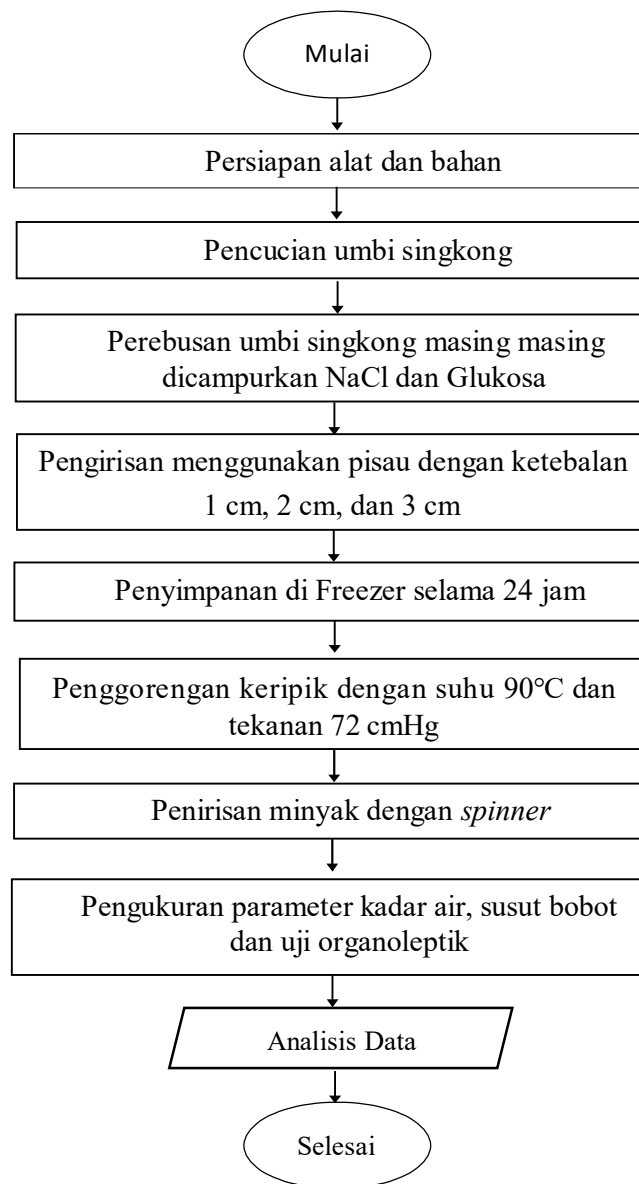 Mulai
Persiapan alat dan bahan
Pencucian umbi singkong
Perebusan umbi singkong masing masing
dicampurkan NaCl dan Glukosa
Pengirisan menggunakan pisau dengan ketebalan
1 cm, 2 cm, dan 3 cm
Penyimpanan di Freezer selama 24 jam
Penggorengan keripik dengan suhu 90°C dan
tekanan 72 cmHg
Penirisan minyak dengan spinner
Pengukuran parameter kadar air, susut bobot
dan uji organoleptik
Analisis Data
Selesai